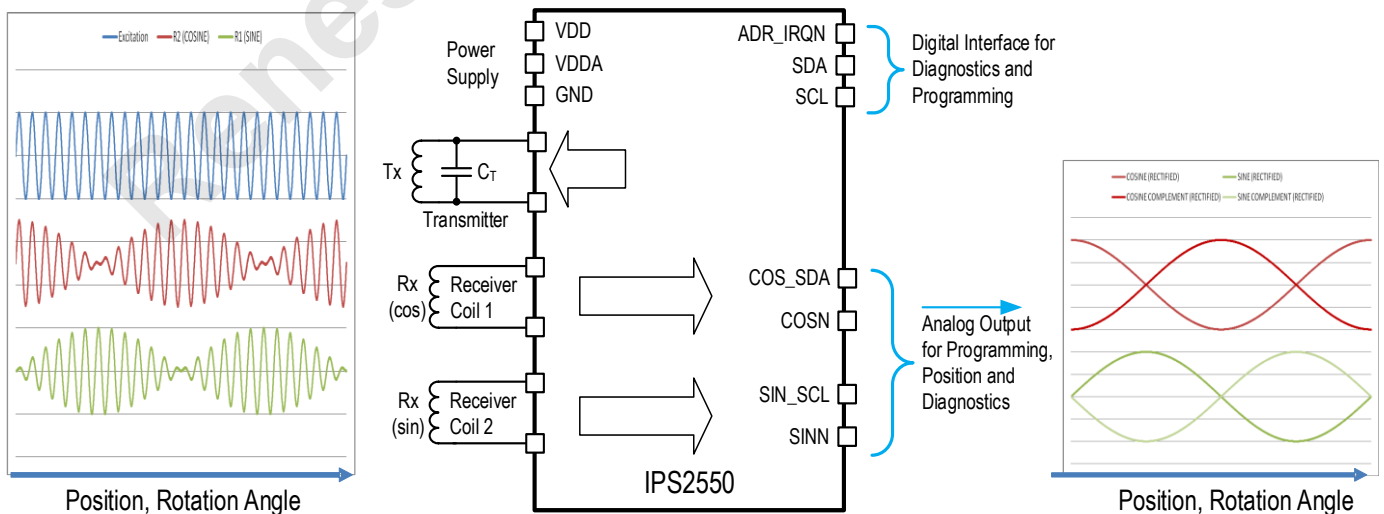 Excitation
R2 (COSINE)
R1 (SINE)
Position, Rotation Angle
Power
Supply
VDD
VDDA
GND
Tx
CT
Transmitter
Rx
(cos)
Receiver
Coil 1
Rx
(sin)
Receiver
Coil 2
IPS2550
ADR_IRQN
SDA
SCL
Digital Interface for
Diagnostics and
Programming
COS_SDA
COSN
SIN_SCL
SINN
Analog Output
for Programming,
Position and
Diagnostics
COSINE (RECTIFIED)
SINE (RECTIFIED)
COSINE COMPLEMENT (RECTIFIED)
SINE COMPLEMENT (RECTIFIED)
Position, Rotation Angle